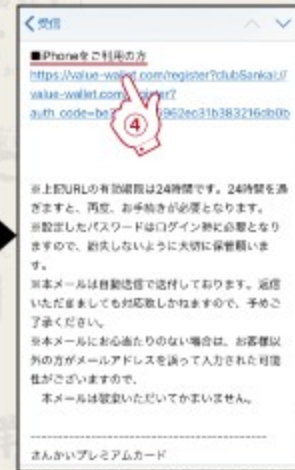 受信
■iPhoneをご利用の方
https://value-wallet.com/register?clubSankai://
value-wallet.com/register?
auth_code=be 962ec31b383216db0b
④
※上記URLの有効期限は24時間です。24時間を過
ぎますと、再度、お手続きが必要となります。
※設定したパスワードはログイン時に必要となり
ますので、紛失しないように大切に保管願いま
す。
※本メールは自動送信で送付しております。返信
いただきましても対応致しかねますので、予めご
了承ください。
※本メールにお心当たりのない場合は、お客様以
外の方がメールアドレスを誤って入力された可能
性がございますので、
本メールは破棄いただいてかまいません。
----------------------------------------
さんかいプレミアムカード